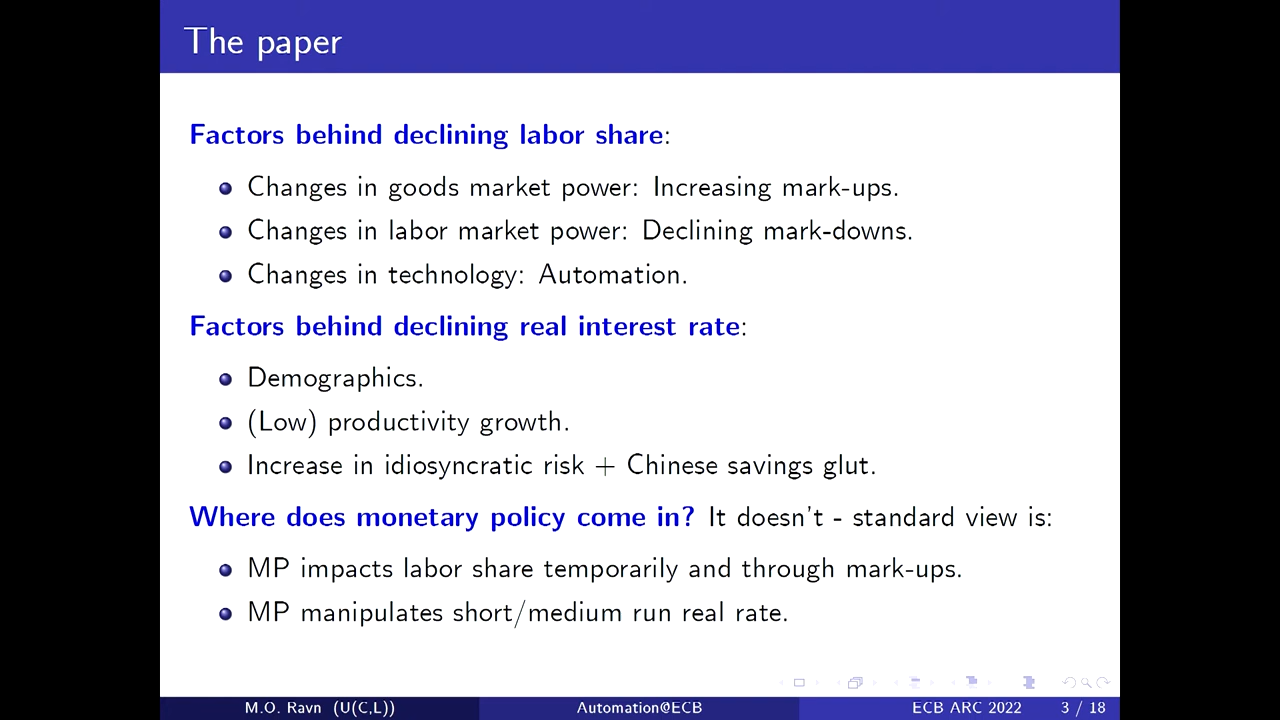 The paper
Factors behind declining labor share:
Changes in goods market power: Increasing mark-ups.
Changes in labor market power: Declining mark-downs.
Changes in technology: Automation.
Factors behind declining real interest rate:
Demographics.
(Low) productivity growth.
Increase in idiosyncratic risk + Chinese savings glut.
Where does monetary policy come in? It doesn't - standard view is:
MP impacts labor share temporarily and through mark-ups.
MP manipulates short/medium run real rate.
M.O. Ravn (U(C,L)) Automation@ECB ECB ARC 2022 3 / 18